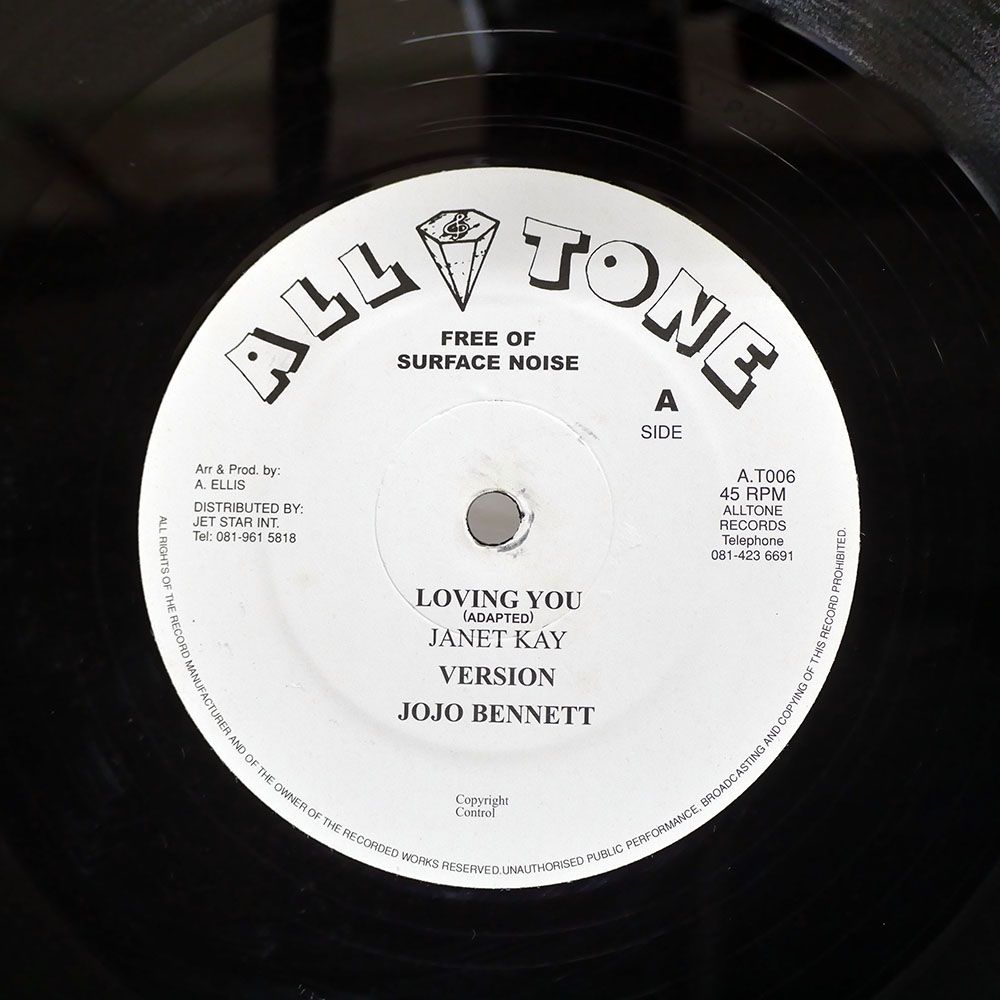 ALL TONE
FREE OF
SURFACE NOISE
A
SIDE
Arr & Prod. by:
A. ELLIS
DISTRIBUTED BY:
JET STAR INT.
Tel: 081-961 5818
A.T006
45 RPM
ALLTONE
RECORDS
Telephone
081-423 6691
LOVING YOU
(ADAPTED)
JANET KAY
VERSION
JOJO BENNETT
Copyright
Control
ALL RIGHTS OF THE RECORD MANUFACTURER AND OF THE OWNER OF THE RECORDED WORKS RESERVED.UNAUTHORISED PUBLIC PERFORMANCE, BROADCASTING AND COPYING OF THIS RECORD PROHIBITED.